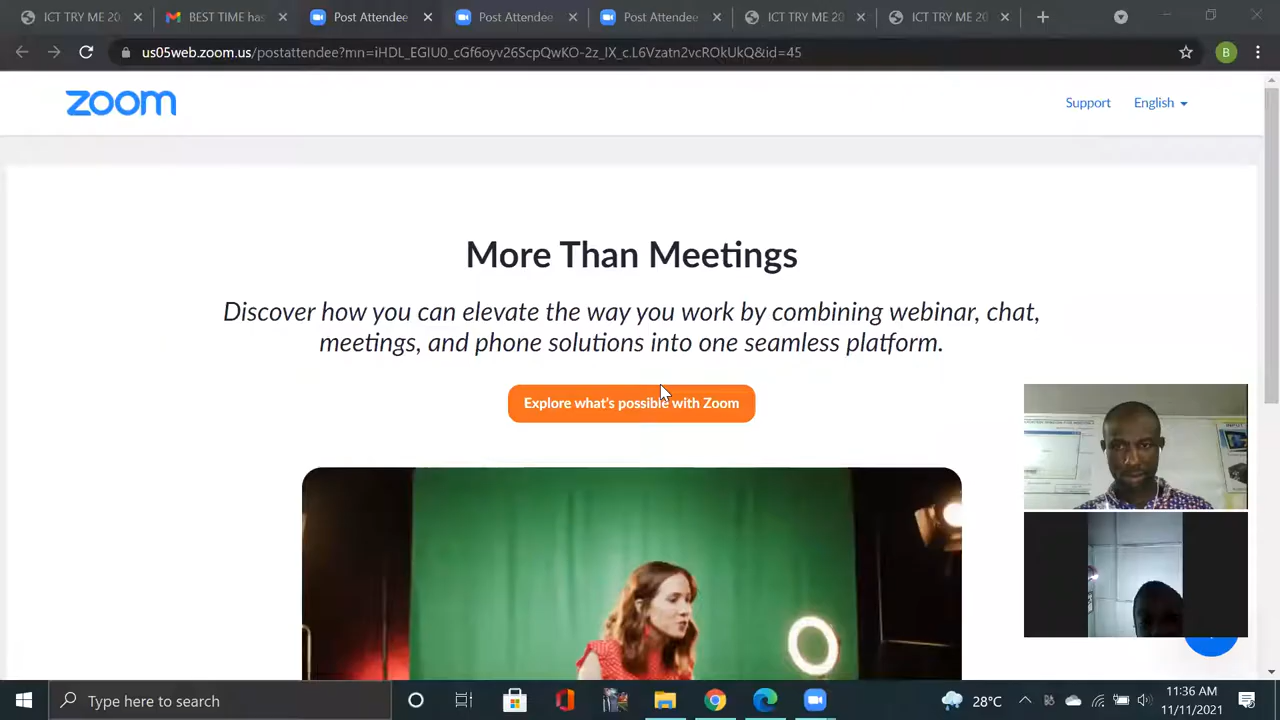 ICT TRY ME 20
BEST TIME has
Post Attendee
Post Attendee
Post Attendee
ICT TRY ME 20
ICT TRY ME 20
us05web.zoom.us/postattendee?mn=iHDL_EGIU0_cGf6oyv26ScpQwKO-2z_IX_c.L6Vzatn2vcROkUkQ&id=45
B
zoom
Support
English
More Than Meetings
Discover how you can elevate the way you work by combining webinar, chat,
meetings, and phone solutions into one seamless platform.
Explore what's possible with Zoom
INPUT
Type here to search
28°C
11:36 AM
11/11/2021